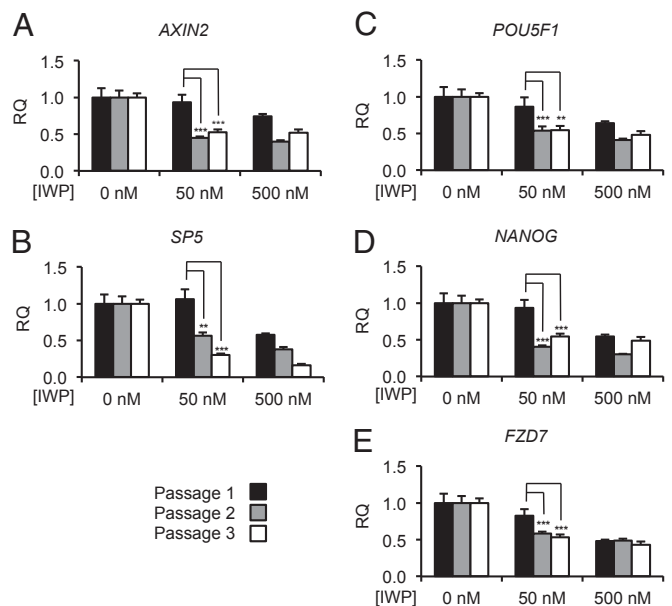 A
AXIN2
RQ
1.5
1.0
0.5
0.0
*** ***
[IWP]
0 nM 50 nM 500 nM
B
SP5
RQ
1.5
1.0
0.5
0.0
** ***
[IWP]
0 nM 50 nM 500 nM
Passage 1
Passage 2
Passage 3
C
POU5F1
RQ
1.5
1.0
0.5
0.0
*** **
[IWP]
0 nM 50 nM 500 nM
D
NANOG
RQ
1.5
1.0
0.5
0.0
*** ***
[IWP]
0 nM 50 nM 500 nM
E
FZD7
RQ
1.5
1.0
0.5
0.0
*** ***
[IWP]
0 nM 50 nM 500 nM